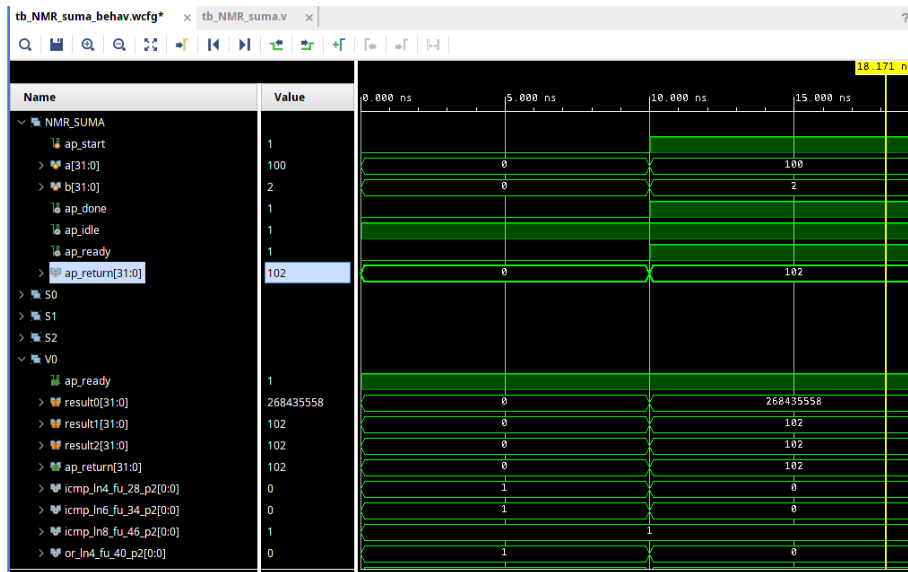 tb_NMR_suma_behav.wcfg* × tb_NMR_suma.v ×
?
18.171 n
Name Value 0.000 ns 5.000 ns 10.000 ns 15.000 ns
NMR_SUMA
ap_start 1
a[31:0] 100 0 100
b[31:0] 2 0 2
ap_done 1
ap_idle 1
ap_ready 1
ap_return[31:0] 102 0 102
S0
S1
S2
V0
ap_ready 1
result0[31:0] 268435558 0 268435558
result1[31:0] 102 0 102
result2[31:0] 102 0 102
ap_return[31:0] 102 0 102
icmp_ln4_fu_28_p2[0:0] 0 1 0
icmp_ln6_fu_34_p2[0:0] 0 1 0
icmp_ln8_fu_46_p2[0:0] 1 1
or_ln4_fu_40_p2[0:0] 0 1 0